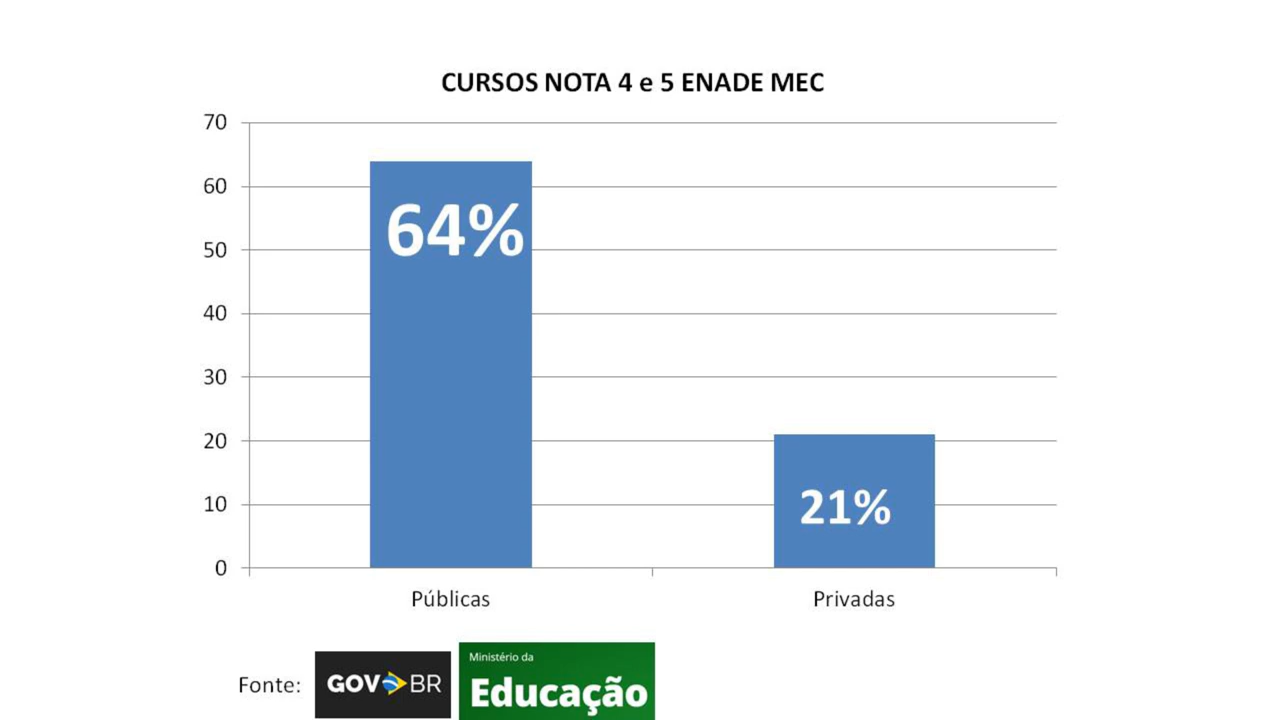 CURSOS NOTA 4 e 5 ENADE MEC
70
60
50
40
30
20
10
0
64%
21%
Públicas
Privadas
Fonte:
GOV BR
Ministério da
Educação